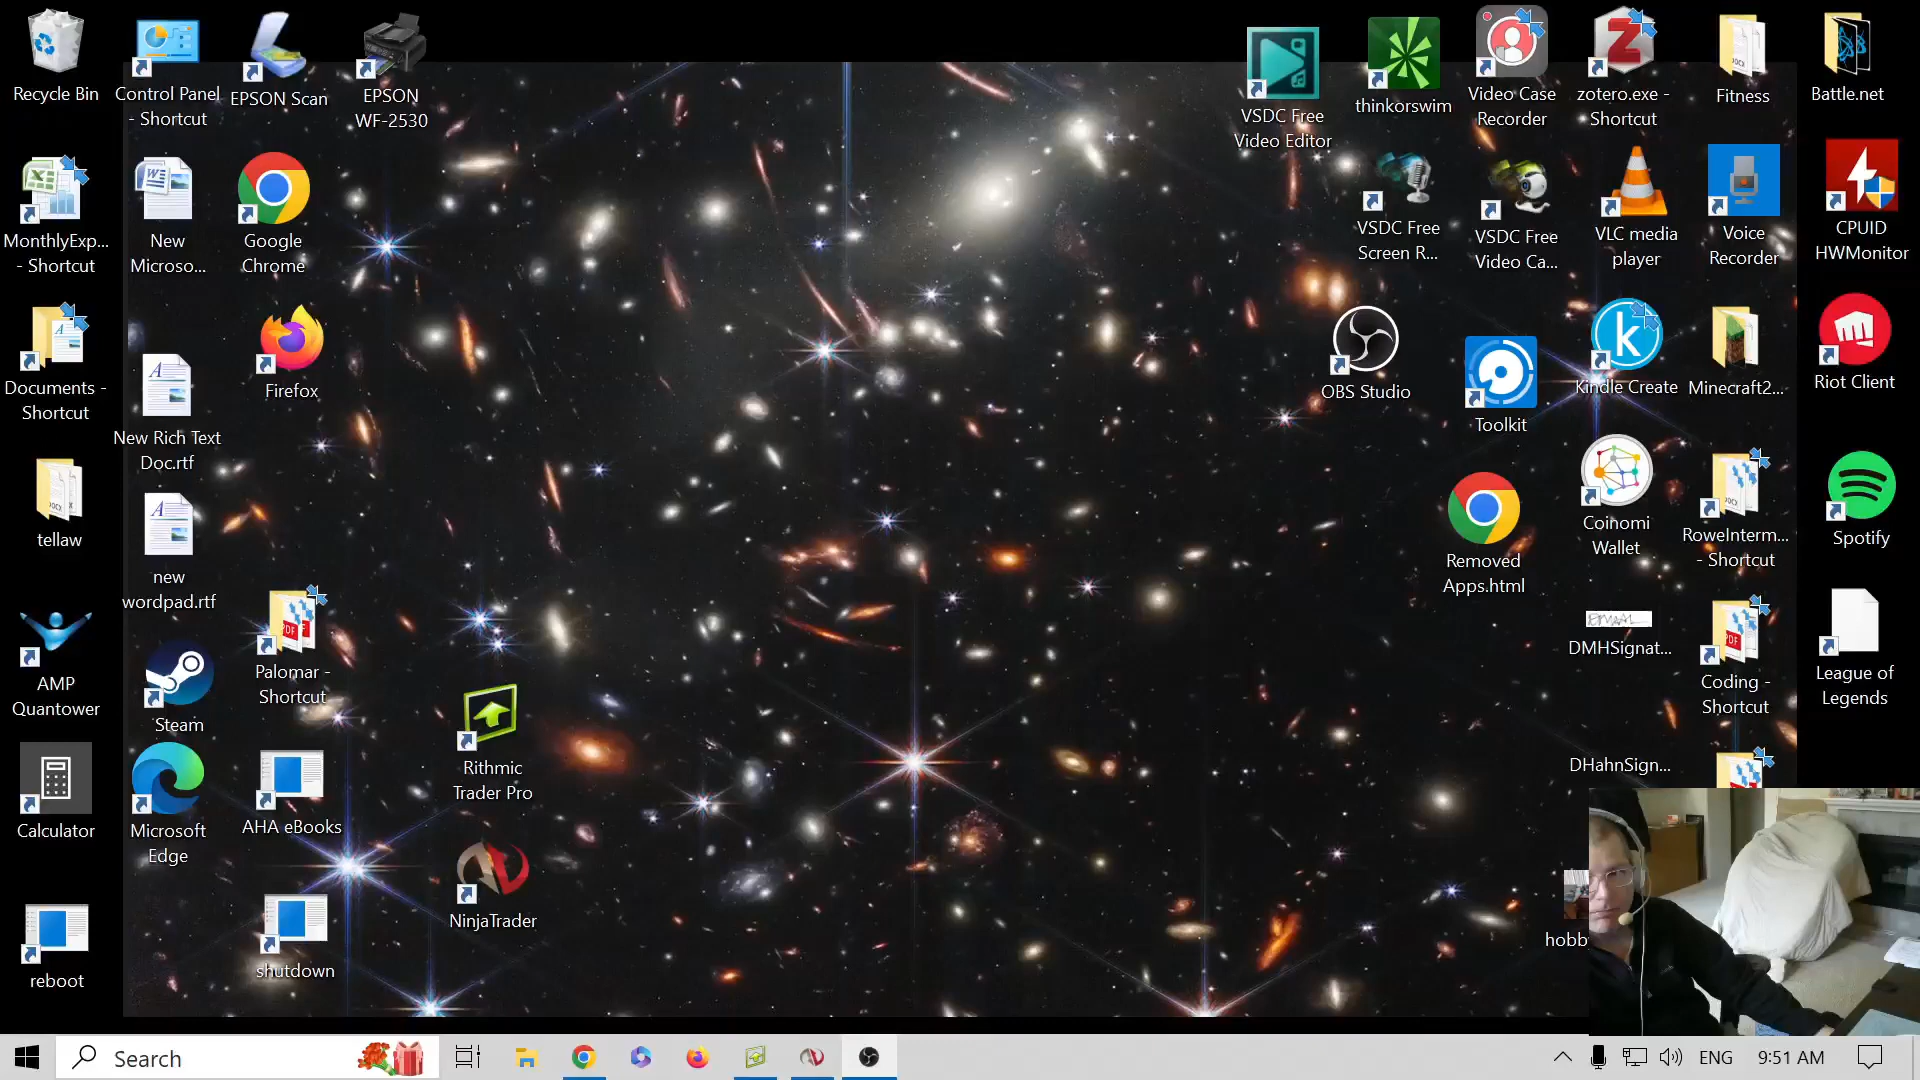 Recycle Bin
Control Panel
- Shortcut
EPSON Scan
EPSON
WF-2530
VSDC Free
Video Editor
thinkorswim
Video Case
Recorder
zotero.exe -
Shortcut
Fitness
Battle.net
MonthlyExp...
- Shortcut
New
Microso...
Google
Chrome
VSDC Free
Screen R...
VSDC Free
Video Ca...
VLC media
player
Voice
Recorder
CPUID
HWMonitor
Documents -
Shortcut
New Rich Text
Doc.rtf
Firefox
OBS Studio
Toolkit
Kindle Create
Minecraft2...
Riot Client
tellaw
new
wordpad.rtf
Removed
Apps.html
Coinomi
Wallet
RoweInterm...
- Shortcut
Spotify
AMP
Quantower
Steam
Palomar -
Shortcut
Rithmic
Trader Pro
DMHSignat...
Coding -
Shortcut
League of
Legends
Calculator
Microsoft
Edge
AHA eBooks
NinjaTrader
DHahnSign...
reboot
shutdown
hobb
Search
ENG
9:51 AM